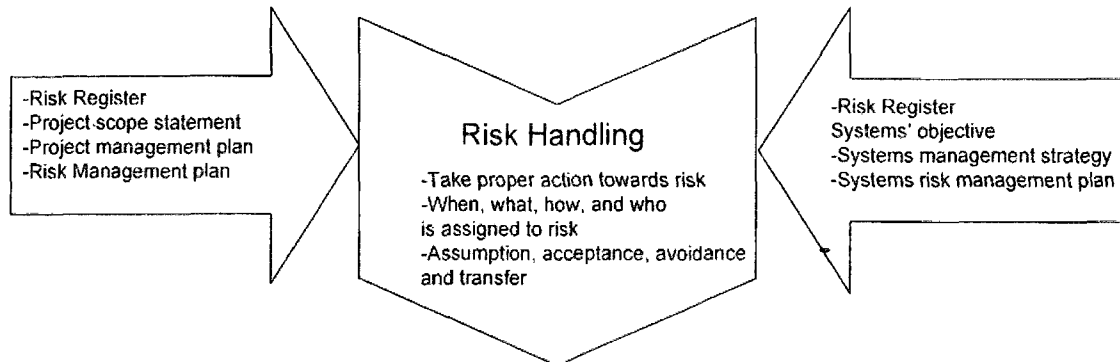 -Risk Register
-Project scope statement
-Project management plan
-Risk Management plan
Risk Handling
-Take proper action towards risk
-When, what, how, and who
is assigned to risk
-Assumption, acceptance, avoidance
and transfer
-Risk Register
Systems' objective
-Systems management strategy
-Systems risk management plan